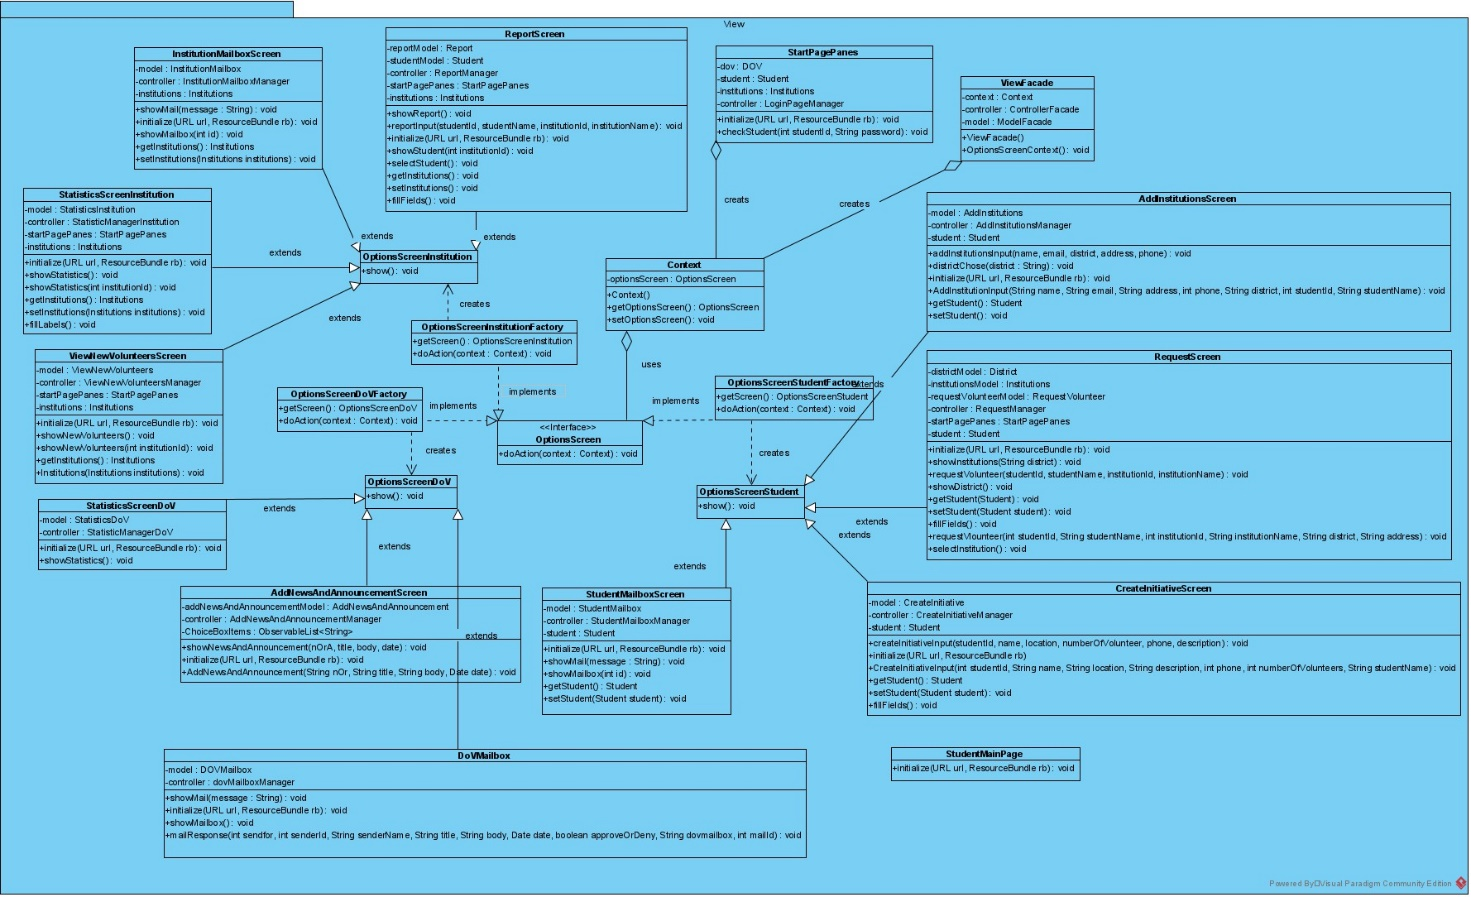 View
InstitutionMailboxScreen
-model : InstitutionMailbox
-controller : InstitutionMailboxManager
-institutions : Institutions
+showMail(message : String) : void
+initialize(URL url, ResourceBundle rb) : void
+showMailbox(int id) : void
+getInstitutions() : Institutions
+setInstitutions(Institutions institutions) : void
ReportScreen
-reportModel : Report
-studentModel : Student
-controller : ReportManager
-startPagePanes : StartPagePanes
-institutions : Institutions
+showReport() : void
+reportInput(studentId, studentName, institutionId, institutionName) : void
+initialize(URL url, ResourceBundle rb) : void
+showStudent(int institutionId) : void
+selectStudent() : void
+getInstitutions() : void
+setInstitutions() : void
+fillFields() : void
StartPagePanes
-dov : DOV
-student : Student
-institutions : Institutions
-controller : LoginPageManager
+initialize(URL url, ResourceBundle rb) : void
+checkStudent(int studentId, String password) : void
ViewFacade
-context : Context
-controller : ControllerFacade
-model : ModelFacade
+ViewFacade()
+OptionsScreenContext() : void
StatisticsScreenInstitution
-model : StatisticsInstitution
-controller : StatisticManagerInstitution
-startPagePanes : StartPagePanes
-institutions : Institutions
+initialize(URL url, ResourceBundle rb) : void
+showStatistics() : void
+showStatistics(int institutionId) : void
+getInstitutions() : Institutions
+setInstitutions(Institutions institutions) : void
+fillLabels() : void
extends
extends
extends
extends
OptionsScreenInstitution
+show() : void
creates
creats
creates
AddInstitutionsScreen
-model : AddInstitutions
-controller : AddInstitutionsManager
-student : Student
+addInstitutionsInput(name, email, district, address, phone) : void
+districtChose(district : String) : void
+initialize(URL url, ResourceBundle rb) : void
+AddInstitutionInput(String name, String email, String address, int phone, String district, int studentId, String studentName) : void
+getStudent() : Student
+setStudent() : void
Context
-optionsScreen : OptionsScreen
+Context()
+getOptionsScreen() : OptionsScreen
+setOptionsScreen() : void
uses
OptionsScreenInstitutionFactory
+getScreen() : OptionsScreenInstitution
+doAction(context : Context) : void
ViewNewVolunteersScreen
-model : ViewNewVolunteers
-controller : ViewNewVolunteersManager
-startPagePanes : StartPagePanes
-institutions : Institutions
+initialize(URL url, ResourceBundle rb) : void
+showNewVolunteers() : void
+showNewVolunteers(int institutionId) : void
+getInstitutions() : Institutions
+Institutions(Institutions institutions) : void
OptionsScreenDoVFactory
+getScreen() : OptionsScreenDoV
+doAction(context : Context) : void
implements
implements
implements
<<Interface>>
OptionsScreen
+doAction(context : Context) : void
OptionsScreenStudentFactory
+getScreen() : OptionsScreenStudent
+doAction(context : Context) : void
extends
RequestScreen
-districtModel : District
-institutionsModel : Institutions
-requestVolunteerModel : RequestVolunteer
-controller : RequestManager
-startPagePanes : StartPagePanes
-student : Student
+initialize(URL url, ResourceBundle rb) : void
+showInstitutions(String district) : void
+requestVolunteer(studentId, studentName, institutionId, institutionName) : void
+showDistrict() : void
+getStudent(Student) : void
+setStudent(Student student) : void
+fillFields() : void
+requestVlounteer(int studentId, String studentName, int institutionId, String institutionName, String district, String address) : void
+selectInstitution() : void
creates
creates
OptionsScreenDoV
+show() : void
OptionsScreenStudent
+show() : void
StatisticsScreenDoV
-model : StatisticsDoV
-controller : StatisticManagerDoV
+initialize(URL url, ResourceBundle rb) : void
+showStatistics() : void
extends
extends
extends
extends
extends
extends
AddNewsAndAnnouncementScreen
-addNewsAndAnnouncementModel : AddNewsAndAnnouncement
-controller : AddNewsAndAnnouncementManager
-ChoiceBoxItems : ObservableList<String>
+showNewsAndAnnouncement(nOrA, title, body, date) : void
+initialize(URL url, ResourceBundle rb) : void
+AddNewsAndAnnouncement(String nOr, String title, String body, Date date) : void
StudentMailboxScreen
-model : StudentMailbox
-controller : StudentMailboxManager
-student : Student
+initialize(URL url, ResourceBundle rb) : void
+showMail(message : String) : void
+showMailbox(int id) : void
+getStudent() : Student
+setStudent(Student student) : void
CreateInitiativeScreen
-model : CreateInitiative
-controller : CreateInitiativeManager
-student : Student
+createInitiativeInput(studentId, name, location, numberOfVolunteer, phone, description) : void
+initialize(URL url, ResourceBundle rb)
+CreateInitiativeInput(int studentId, String name, String location, String description, int phone, int numberOfVolunteers, String studentName) : void
+getStudent() : Student
+setStudent(Student student) : void
+fillFields() : void
DoVMailbox
-model : DOVMailbox
-controller : dovMailboxManager
+showMail(message : String) : void
+initialize(URL url, ResourceBundle rb) : void
+showMailbox() : void
+mailResponse(int sendfor, int senderId, String senderName, String title, String body, Date date, boolean approveOrDeny, String dovmailbox, int mailId) : void
StudentMainPage
+initialize(URL url, ResourceBundle rb) : void
Powered By Visual Paradigm Community Edition